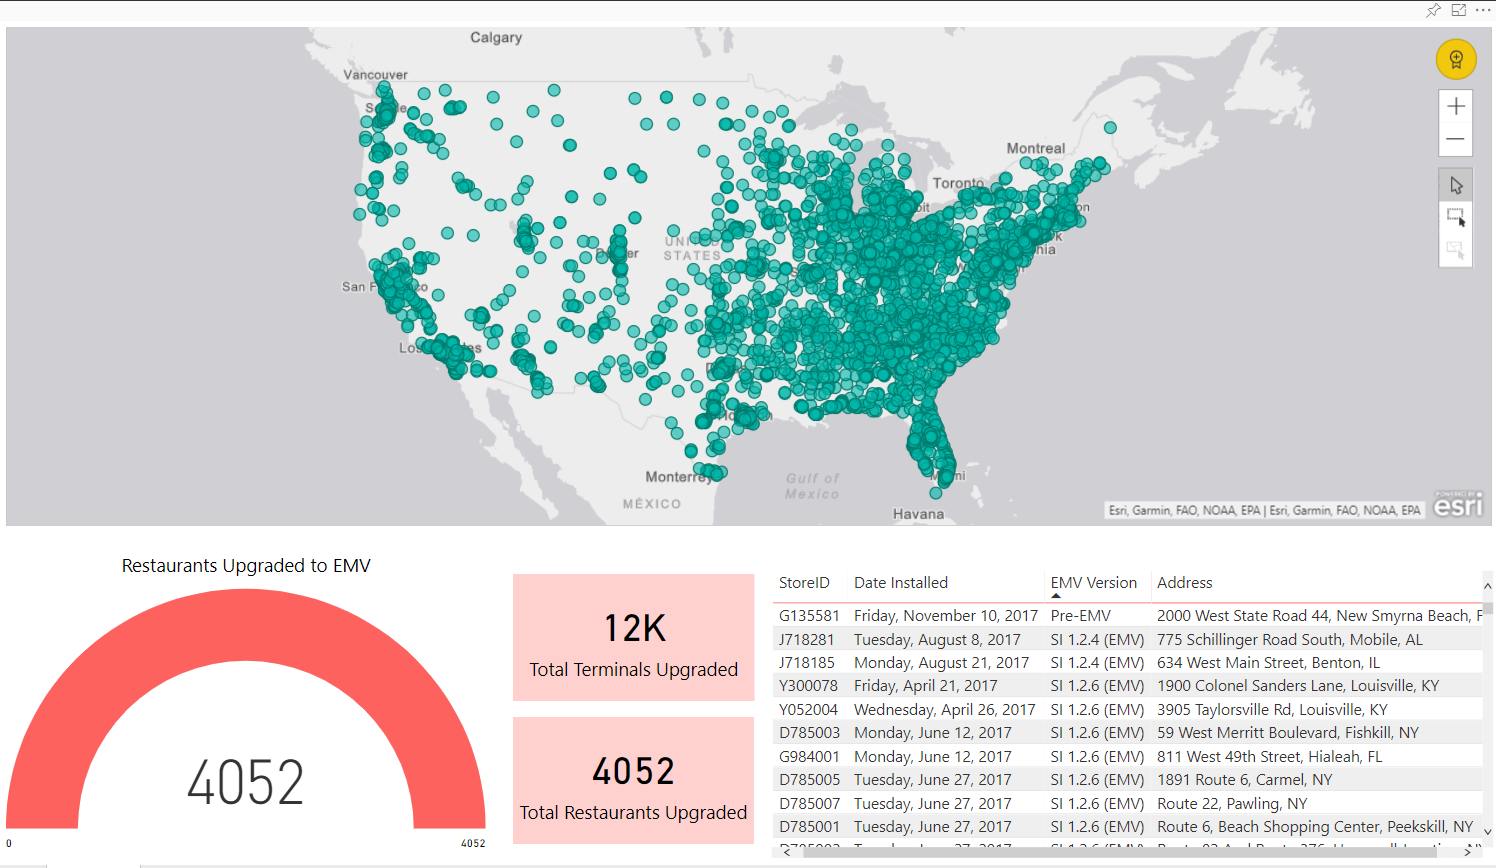 Calgary
Vancouver
Montreal
Toronto
UNITED
STATES
Monterrey
MÉXICO
Gulf of
Mexico
Havana
Esri, Garmin, FAO, NOAA, EPA | Esri, Garmin, FAO, NOAA, EPA
POWERED BY
esri
Restaurants Upgraded to EMV
4052
0
4052
12K
Total Terminals Upgraded
4052
Total Restaurants Upgraded
StoreID Date Installed EMV Version Address
G135581 Friday, November 10, 2017 Pre-EMV 2000 West State Road 44, New Smyrna Beach, F
J718281 Tuesday, August 8, 2017 SI 1.2.4 (EMV) 775 Schillinger Road South, Mobile, AL
J718185 Monday, August 21, 2017 SI 1.2.4 (EMV) 634 West Main Street, Benton, IL
Y300078 Friday, April 21, 2017 SI 1.2.6 (EMV) 1900 Colonel Sanders Lane, Louisville, KY
Y052004 Wednesday, April 26, 2017 SI 1.2.6 (EMV) 3905 Taylorsville Rd, Louisville, KY
D785003 Monday, June 12, 2017 SI 1.2.6 (EMV) 59 West Merritt Boulevard, Fishkill, NY
G984001 Monday, June 12, 2017 SI 1.2.6 (EMV) 811 West 49th Street, Hialeah, FL
D785005 Tuesday, June 27, 2017 SI 1.2.6 (EMV) 1891 Route 6, Carmel, NY
D785007 Tuesday, June 27, 2017 SI 1.2.6 (EMV) Route 22, Pawling, NY
D785001 Tuesday, June 27, 2017 SI 1.2.6 (EMV) Route 6, Beach Shopping Center, Peekskill, NY